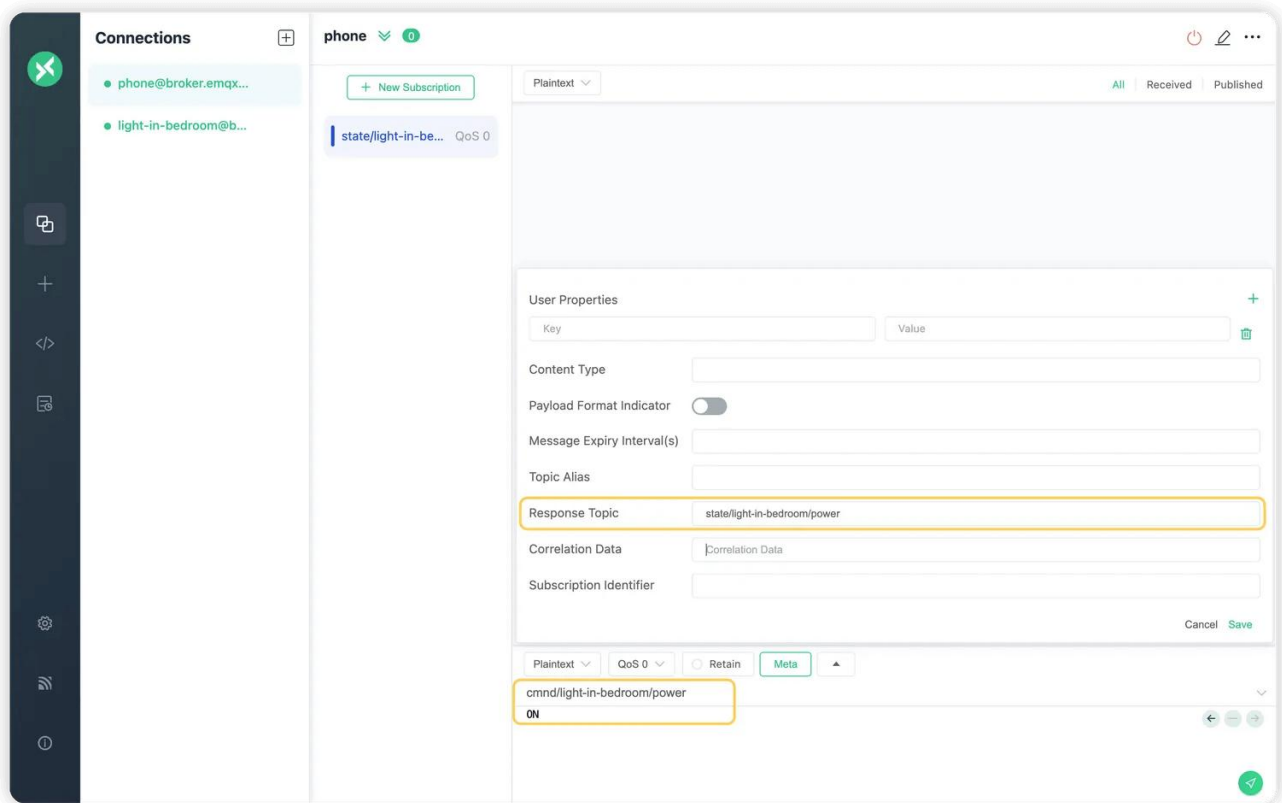 Connections
phone@broker.emqx...
light-in-bedroom@b...
phone 0
+ New Subscription
state/light-in-be... QoS 0
Plaintext
All Received Published
User Properties
Key Value
Content Type
Payload Format Indicator
Message Expiry Interval(s)
Topic Alias
Response Topic state/light-in-bedroom/power
Correlation Data Correlation Data
Subscription Identifier
Cancel Save
Plaintext QoS 0 Retain Meta
cmnd/light-in-bedroom/power
ON